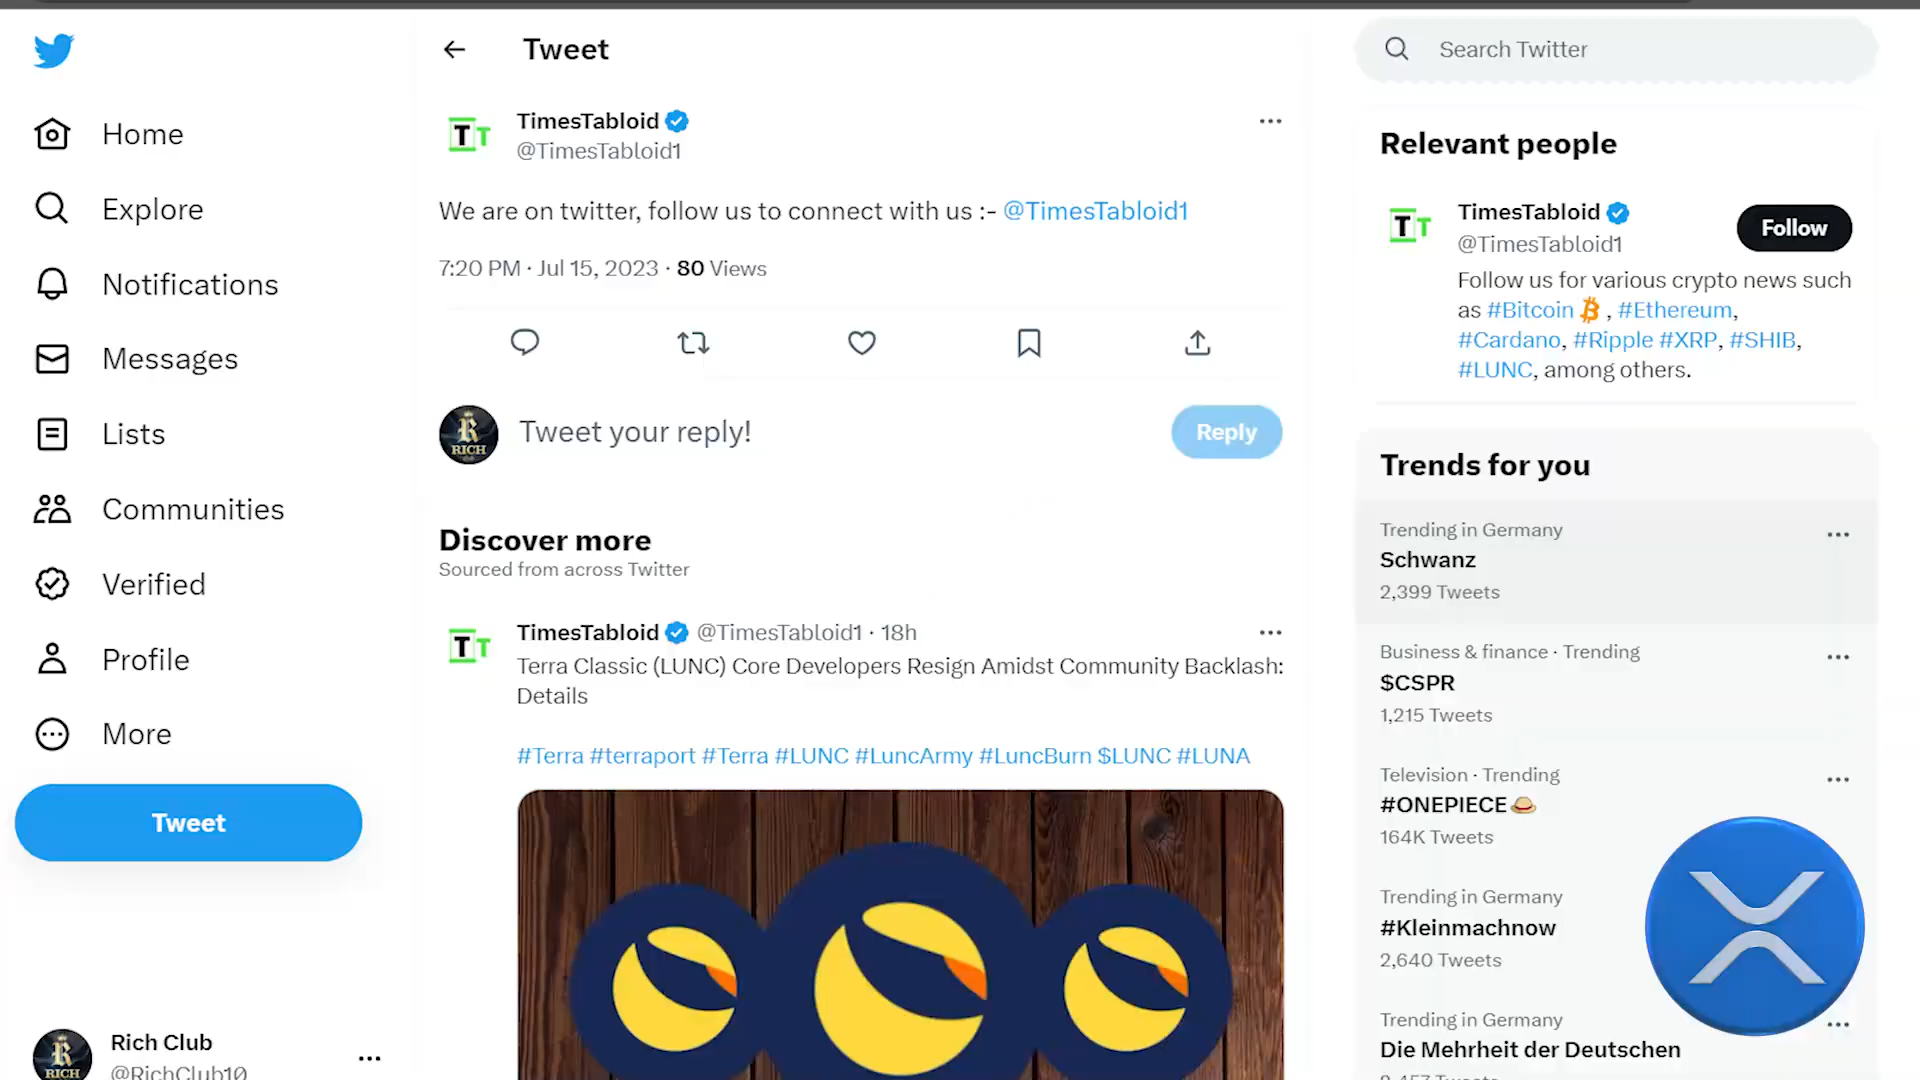 Home
Explore
Notifications
Messages
Lists
Communities
Verified
Profile
More
Tweet
Rich Club
@RichClub10
Tweet
TimesTabloid
@TimesTabloid1
We are on twitter, follow us to connect with us :- @TimesTabloid1
7:20 PM · Jul 15, 2023 · 80 Views
RICH
Tweet your reply!
Reply
Discover more
Sourced from across Twitter
TimesTabloid @TimesTabloid1 · 18h
Terra Classic (LUNC) Core Developers Resign Amidst Community Backlash:
Details
#Terra #terraport #Terra #LUNC #LuncArmy #LuncBurn $LUNC #LUNA
Search Twitter
Relevant people
TimesTabloid
@TimesTabloid1
Follow
Follow us for various crypto news such
as #Bitcoin , #Ethereum,
#Cardano, #Ripple #XRP, #SHIB,
#LUNC, among others.
Trends for you
Trending in Germany
Schwanz
2,399 Tweets
Business & finance · Trending
$CSPR
1,215 Tweets
Television · Trending
#ONEPIECE
164K Tweets
Trending in Germany
#Kleinmachnow
2,640 Tweets
Trending in Germany
Die Mehrheit der Deutschen